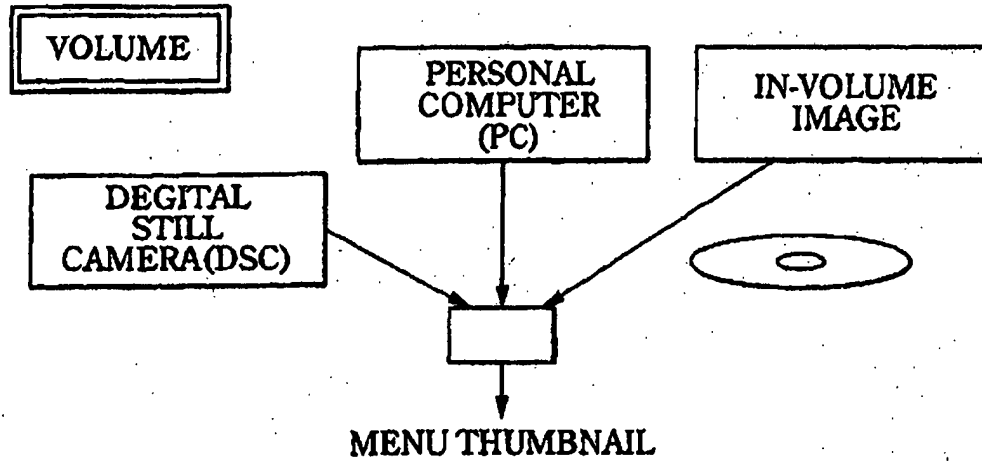 VOLUME
PERSONAL
COMPUTER
(PC)
IN-VOLUME
IMAGE
DEGITAL
STILL
CAMERA(DSC)
MENU THUMBNAIL